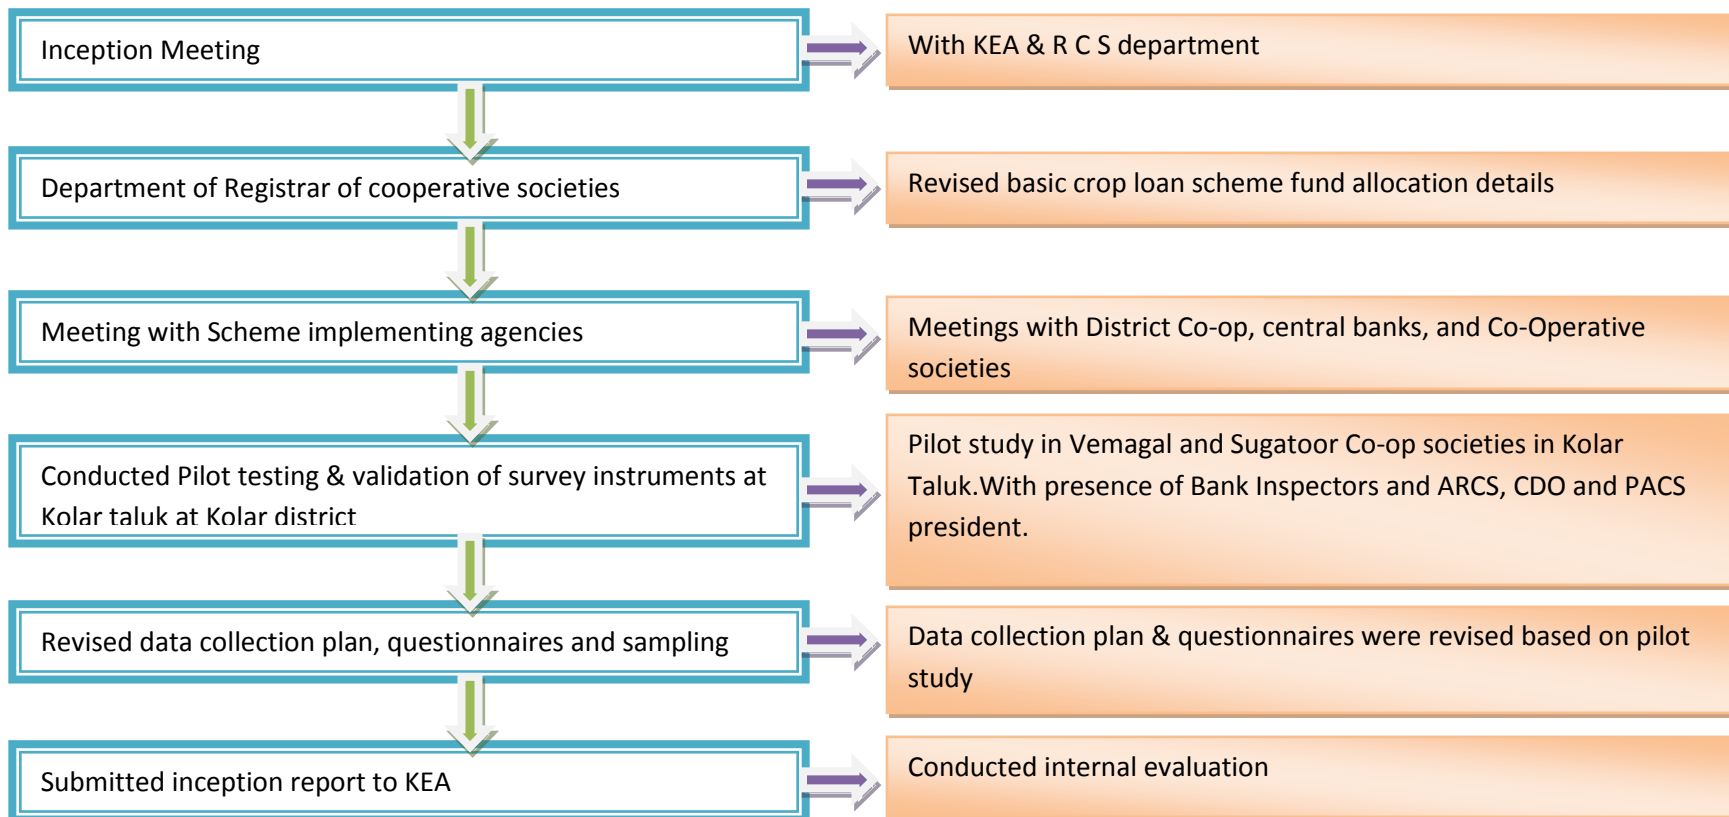 Inception Meeting
With KEA & R C S department
Department of Registrar of cooperative societies
Revised basic crop loan scheme fund allocation details
Meeting with Scheme implementing agencies
Meetings with District Co-op, central banks, and Co-Operative
societies
Conducted Pilot testing & validation of survey instruments at
Kolar taluk at Kolar district
Pilot study in Vemagal and Sugatoor Co-op societies in Kolar
Taluk.With presence of Bank Inspectors and ARCS, CDO and PACS
president.
Revised data collection plan, questionnaires and sampling
Data collection plan & questionnaires were revised based on pilot
study
Submitted inception report to KEA
Conducted internal evaluation